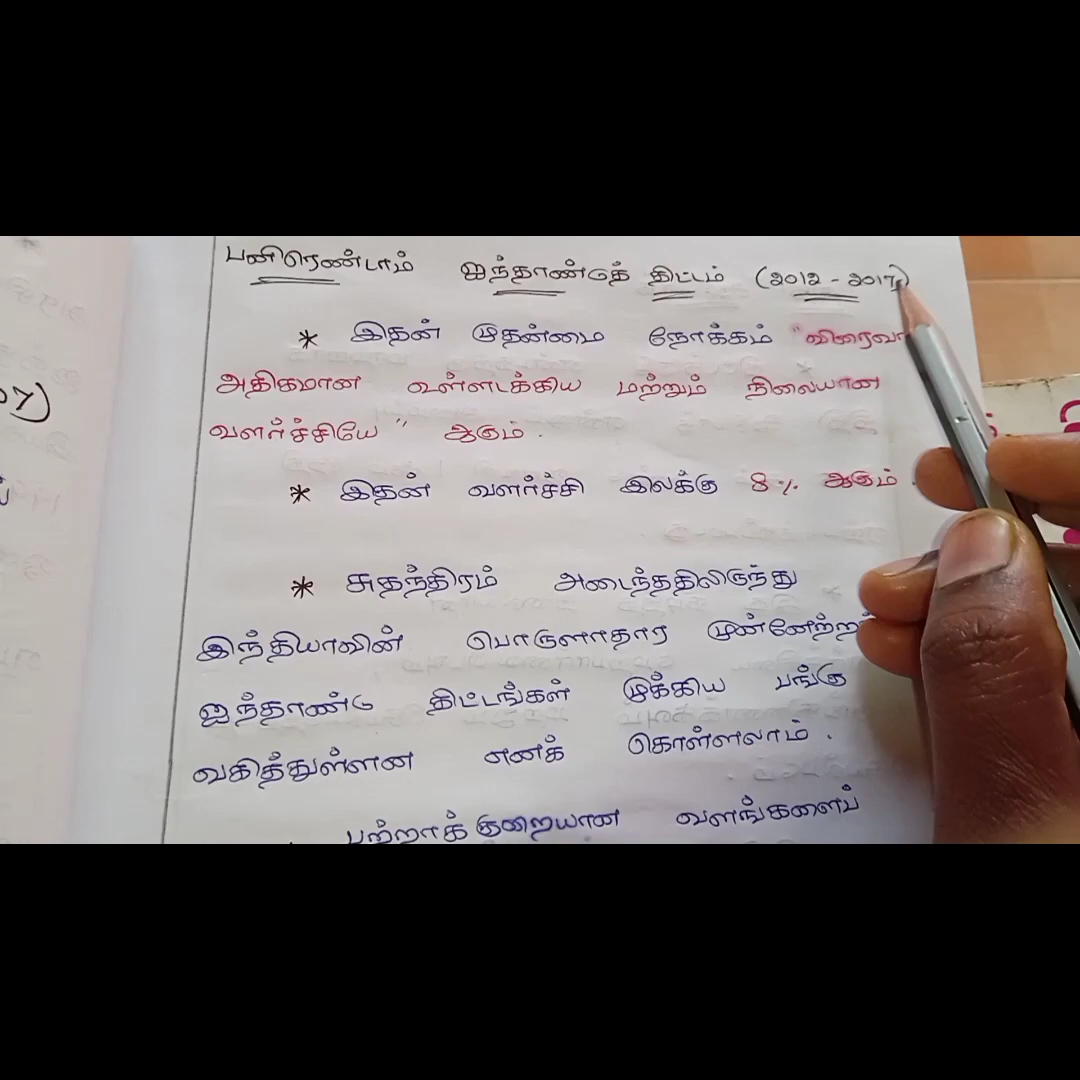 பனிரெண்டாம் ஐந்தாண்டுத் திட்டம் (2012 - 2017)
* இதன் முதன்மை நோக்கம் "விரைவா
அதிகமான வள்ளடக்கிய மற்றும் நிலையான
வளர்ச்சியே" ஆகும்.
* இதன் வளர்ச்சி இலக்கு 8% ஆகும்.
* சுதந்திரம் அடைந்ததிலிருந்து
இந்தியாவின் பொருளாதார முன்னேற்ற
ஐந்தாண்டு திட்டங்கள் முக்கிய பங்கு
வகித்துள்ளன எனக் கொள்ளலாம்.
பற்றாக்குறையான வளங்களைப்